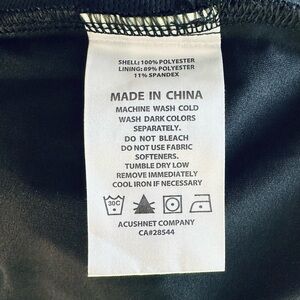 SHELL: 100% POLYESTER
LINING: 89% POLYESTER
11% SPANDEX
MADE IN CHINA
MACHINE WASH COLD
WASH DARK COLORS
SEPARATELY.
DO NOT BLEACH
DO NOT USE FABRIC
SOFTENERS.
TUMBLE DRY LOW
REMOVE IMMEDIATELY
COOL IRON IF NECESSARY
30C
ACUSHNET COMPANY
CA#28544